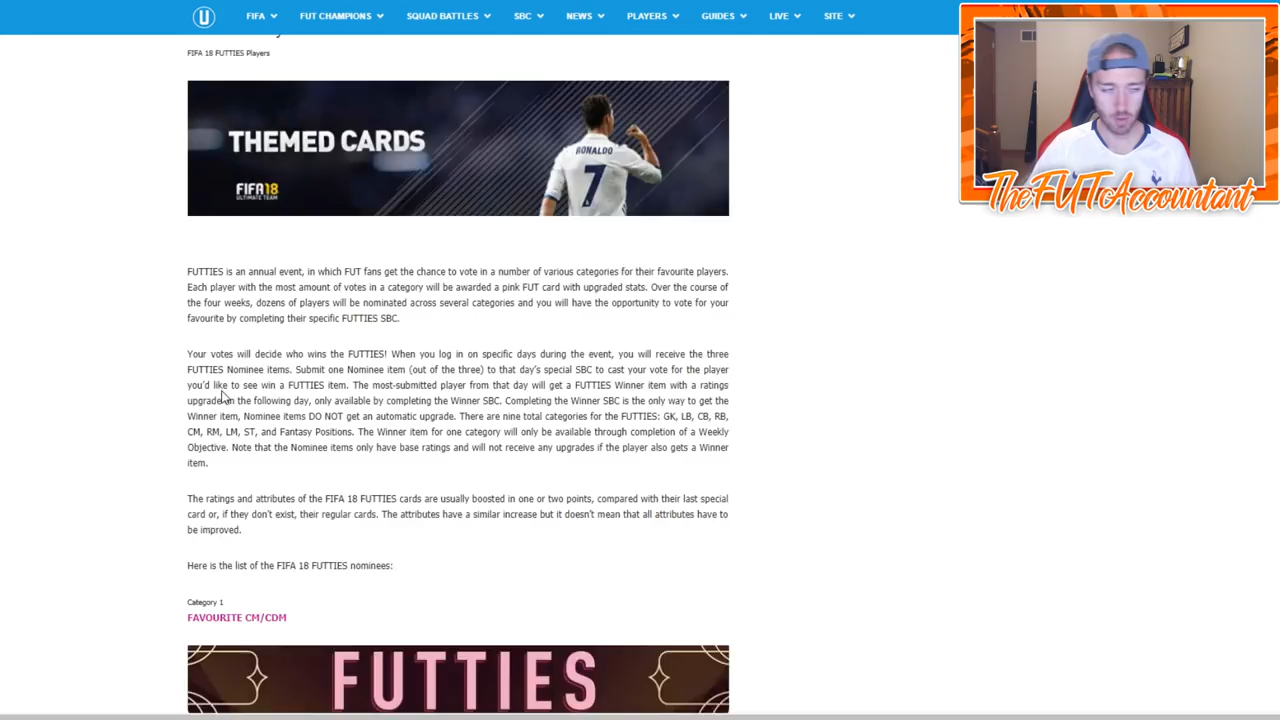 U FIFA FUT CHAMPIONS SQUAD BATTLES SBC NEWS PLAYERS GUIDES LIVE SITE
FIFA 18 FUTTIES Players
THEMED CARDS
RONALDO
7
FIFA18
ULTIMATE TEAM
TheFUTAccountant
FUTTIES is an annual event, in which FUT fans get the chance to vote in a number of various categories for their favourite players.
Each player with the most amount of votes in a category will be awarded a pink FUT card with upgraded stats. Over the course of
the four weeks, dozens of players will be nominated across several categories and you will have the opportunity to vote for your
favourite by completing their specific FUTTIES SBC.
Your votes will decide who wins the FUTTIES! When you log in on specific days during the event, you will receive the three
FUTTIES Nominee items. Submit one Nominee item (out of the three) to that day's special SBC to cast your vote for the player
you'd like to see win a FUTTIES item. The most-submitted player from that day will get a FUTTIES Winner item with a ratings
upgrade on the following day, only available by completing the Winner SBC. Completing the Winner SBC is the only way to get the
Winner item, Nominee items DO NOT get an automatic upgrade. There are nine total categories for the FUTTIES: GK, LB, CB, RB,
CM, RM, LM, ST, and Fantasy Positions. The Winner item for one category will only be available through completion of a Weekly
Objective. Note that the Nominee items only have base ratings and will not receive any upgrades if the player also gets a Winner
item.
The ratings and attributes of the FIFA 18 FUTTIES cards are usually boosted in one or two points, compared with their last special
card or, if they don't exist, their regular cards. The attributes have a similar increase but it doesn't mean that all attributes have to
be improved.
Here is the list of the FIFA 18 FUTTIES nominees:
Category 1
FAVOURITE CM/CDM
FUTTIES